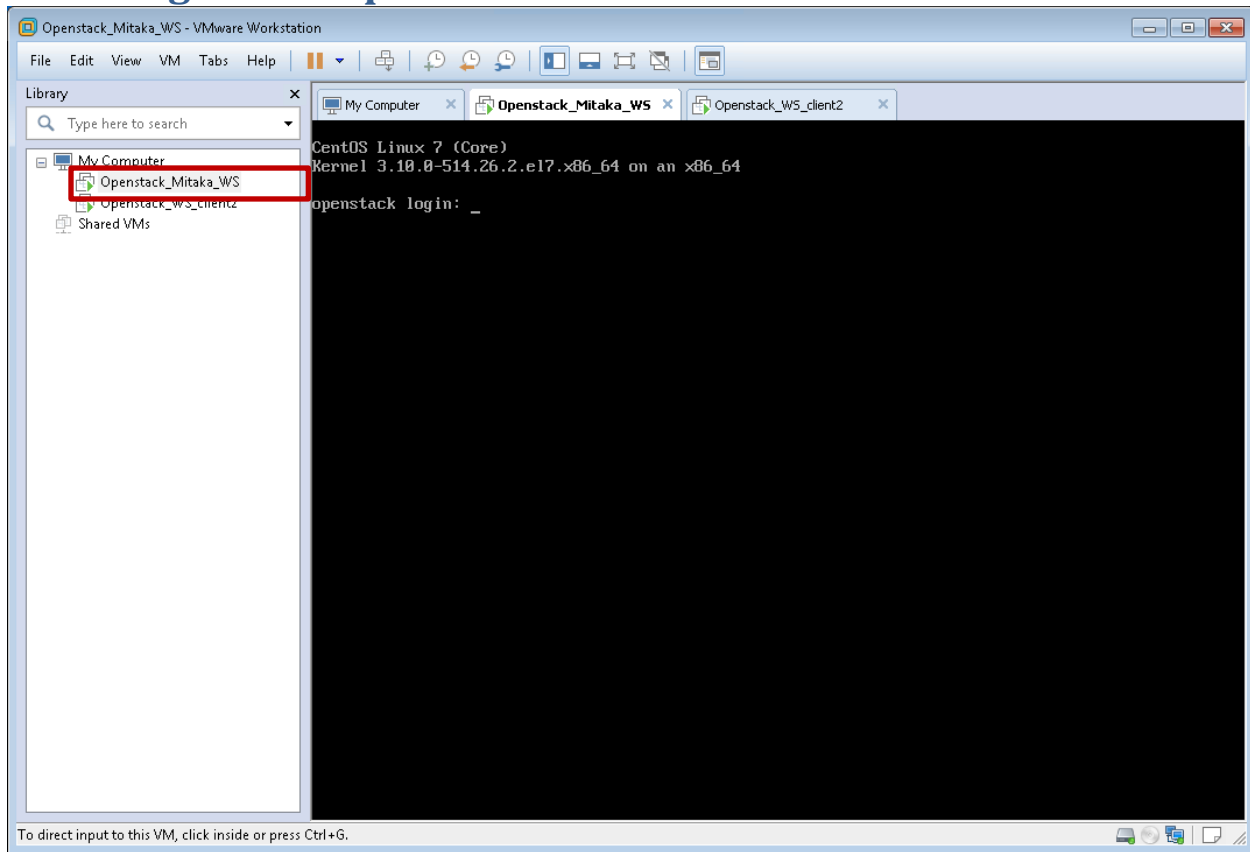 Openstack_Mitaka_WS - VMware Workstation
File Edit View VM Tabs Help
Library
Type here to search
My Computer
Openstack_Mitaka_WS
Openstack_WS_client2
Shared VMs
My Computer
Openstack_Mitaka_WS
Openstack_WS_client2
CentOS Linux 7 (Core)
Kernel 3.10.0-514.26.2.el7.x86_64 on an x86_64
openstack login: _
To direct input to this VM, click inside or press Ctrl+G.